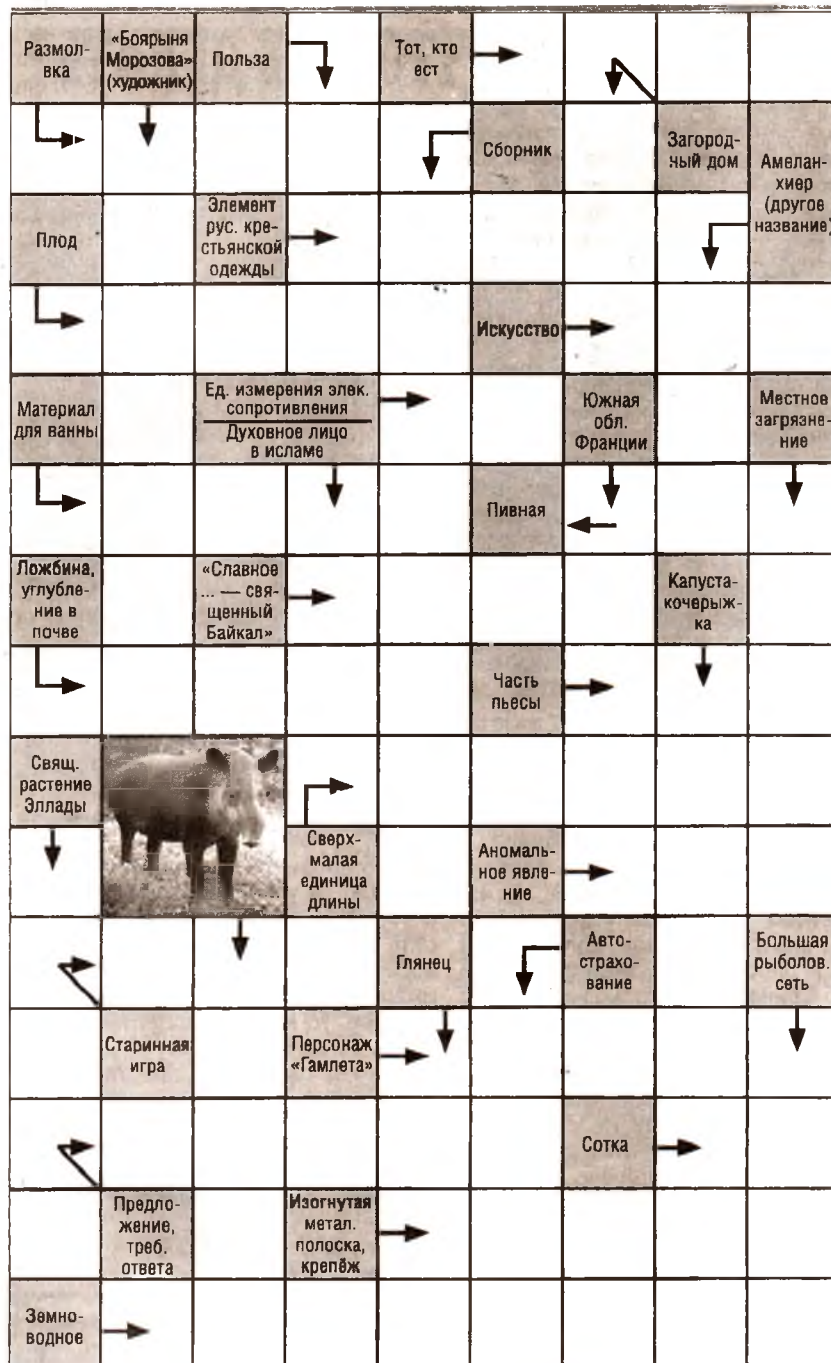 Размол-
вка
«Боярыня
Морозова»
(художник)
Польза
Тот, кто
ест
Сборник
Загород-
ный дом
Амелан-
хиер
(другое
название)
Плод
Элемент
рус. кре-
стьянской
одежды
Искусство
Материал
для ванны
Ед. измерения элек.
сопротивления
Духовное лицо
в исламе
Южная
обл.
Франции
Местное
загрязне-
ние
Пивная
Ложбина,
углубле-
ние в
почве
«Славное
... — свя-
щенный
Байкал»
Капуста-
кочерыж-
ка
Часть
пьесы
Свящ.
растение
Эллады
Сверх-
малая
единица
длины
Аномаль-
ное явле-
ние
Глянец
Авто-
страхо-
вание
Большая
рыболов.
сеть
Старинная
игра
Персонаж
«Гамлета»
Сотка
Предло-
жение,
треб.
ответа
Изогнутая
метал.
полоска,
крепёж
Земно-
водное